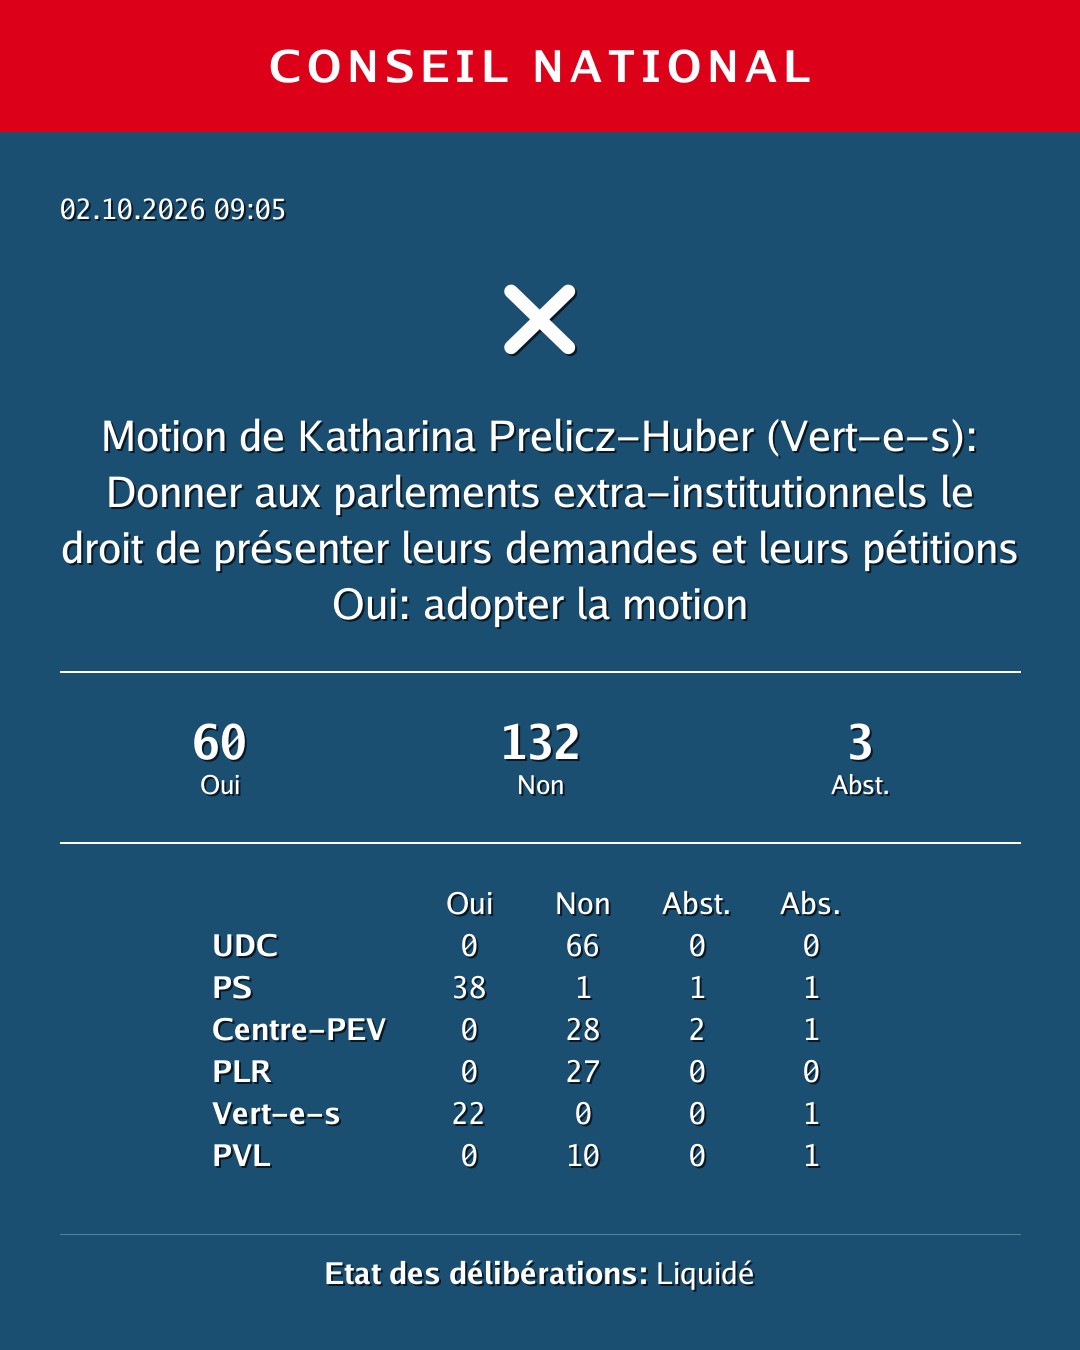 CONSEIL NATIONAL
02.10.2026 09:05
Motion de Katharina Prelicz-Huber (Vert-e-s):
Donner aux parlements extra-institutionnels le
droit de présenter leurs demandes et leurs pétitions
Oui: adopter la motion
60 132 3
Oui Non Abst.
Oui Non Abst. Abs.
UDC 0 66 0 0
PS 38 1 1 1
Centre-PEV 0 28 2 1
PLR 0 27 0 0
Vert-e-s 22 0 0 1
PVL 0 10 0 1
Etat des délibérations: Liquidé